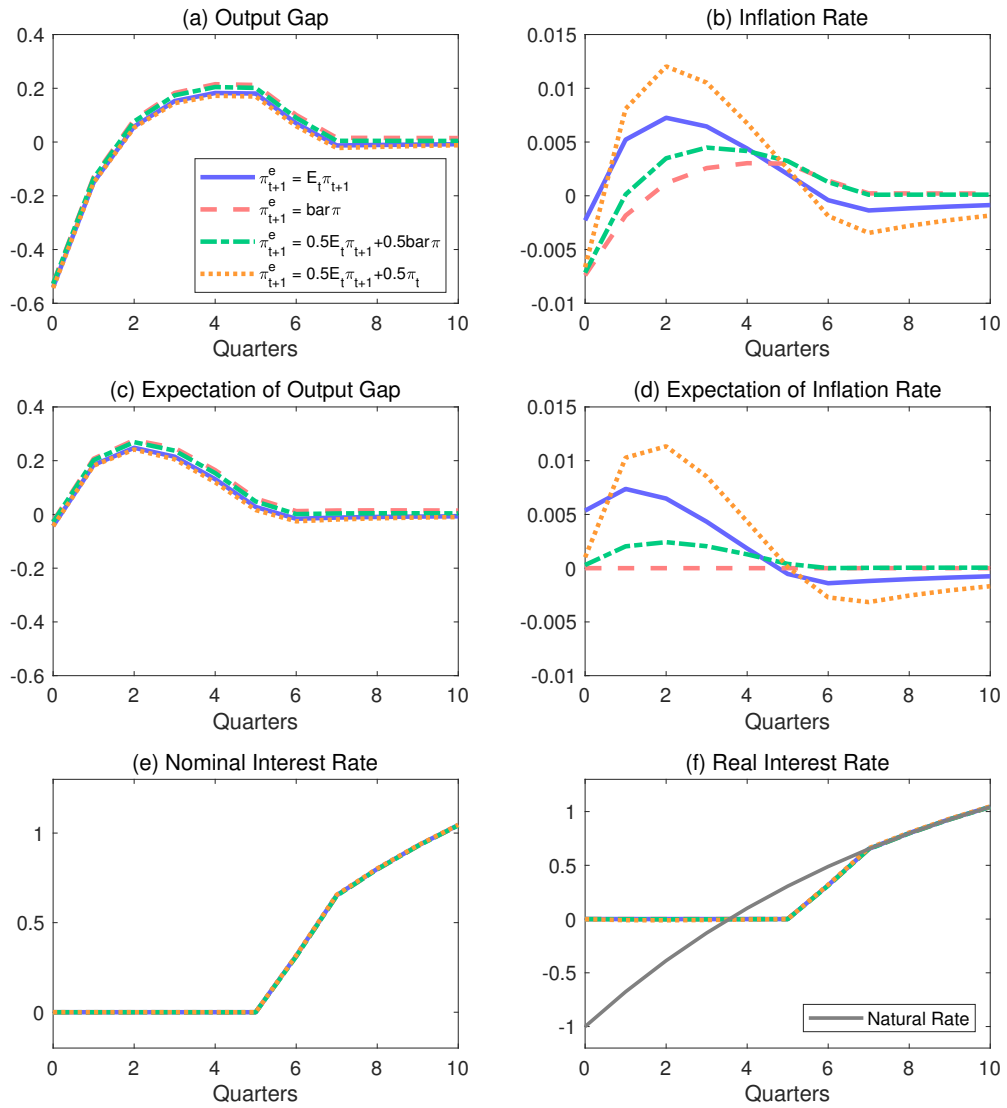 (a) Output Gap
0.4
0.2
0
-0.2
-0.4
-0.6
0 2 4 6 8 10
Quarters
π^e_{t+1} = E_tπ_{t+1}
π^e_{t+1} = barπ
π^e_{t+1} = 0.5E_tπ_{t+1}+0.5barπ
π^e_{t+1} = 0.5E_tπ_{t+1}+0.5π_t
(b) Inflation Rate
0.015
0.01
0.005
0
-0.005
-0.01
0 2 4 6 8 10
Quarters
(c) Expectation of Output Gap
0.4
0.2
0
-0.2
-0.4
-0.6
0 2 4 6 8 10
Quarters
(d) Expectation of Inflation Rate
0.015
0.01
0.005
0
-0.005
-0.01
0 2 4 6 8 10
Quarters
(e) Nominal Interest Rate
1
0.5
0
0 2 4 6 8 10
Quarters
(f) Real Interest Rate
1
0.5
0
-0.5
-1
0 2 4 6 8 10
Quarters
Natural Rate